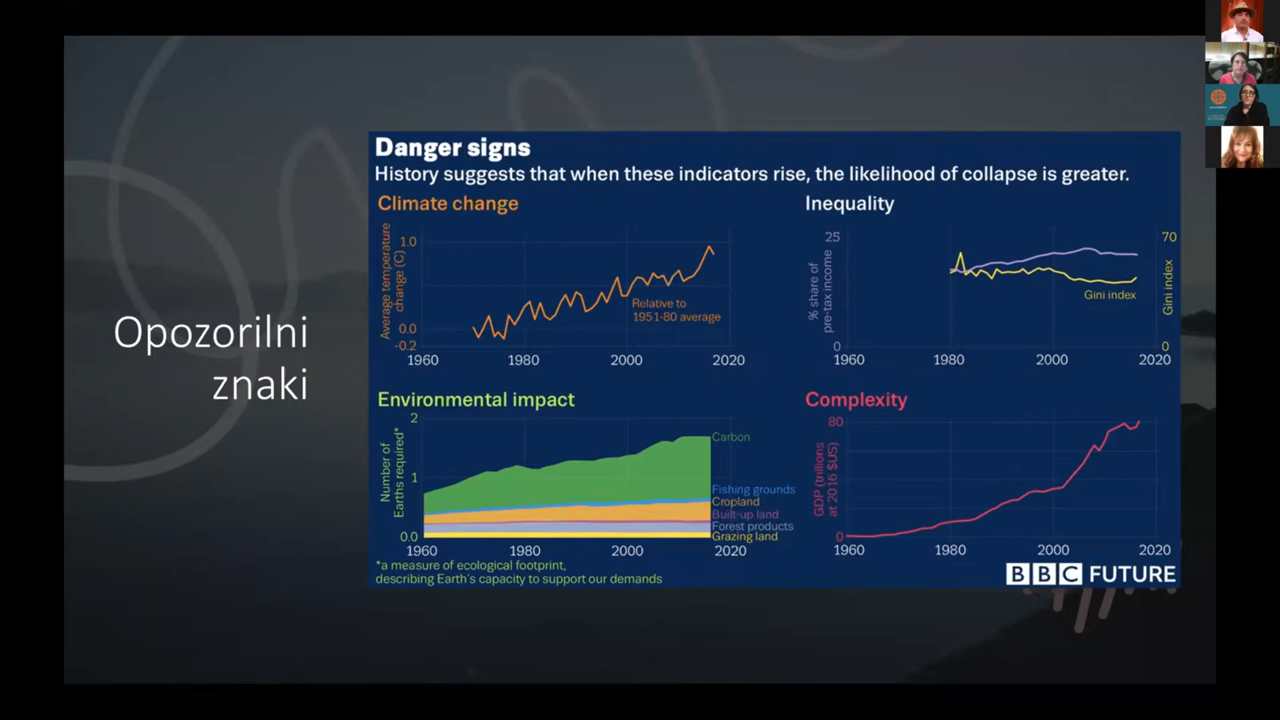 Opozorilni
znaki
Danger signs
History suggests that when these indicators rise, the likelihood of collapse is greater.
Climate change
Average temperature
change (C)
1.0
0.0
-0.2
Relative to
1951-80 average
1960
1980
2000
2020
Inequality
% share of
pre-tax income
25
0
70
0
Gini index
Gini index
1960
1980
2000
2020
Environmental impact
Number of
Earths required*
2
1
0.0
Carbon
Fishing grounds
Cropland
Built-up land
Forest products
Grazing land
1960
1980
2000
2020
*a measure of ecological footprint,
describing Earth's capacity to support our demands
Complexity
GDP (trillions
at 2016 $US)
80
0
1960
1980
2000
2020
BBC FUTURE